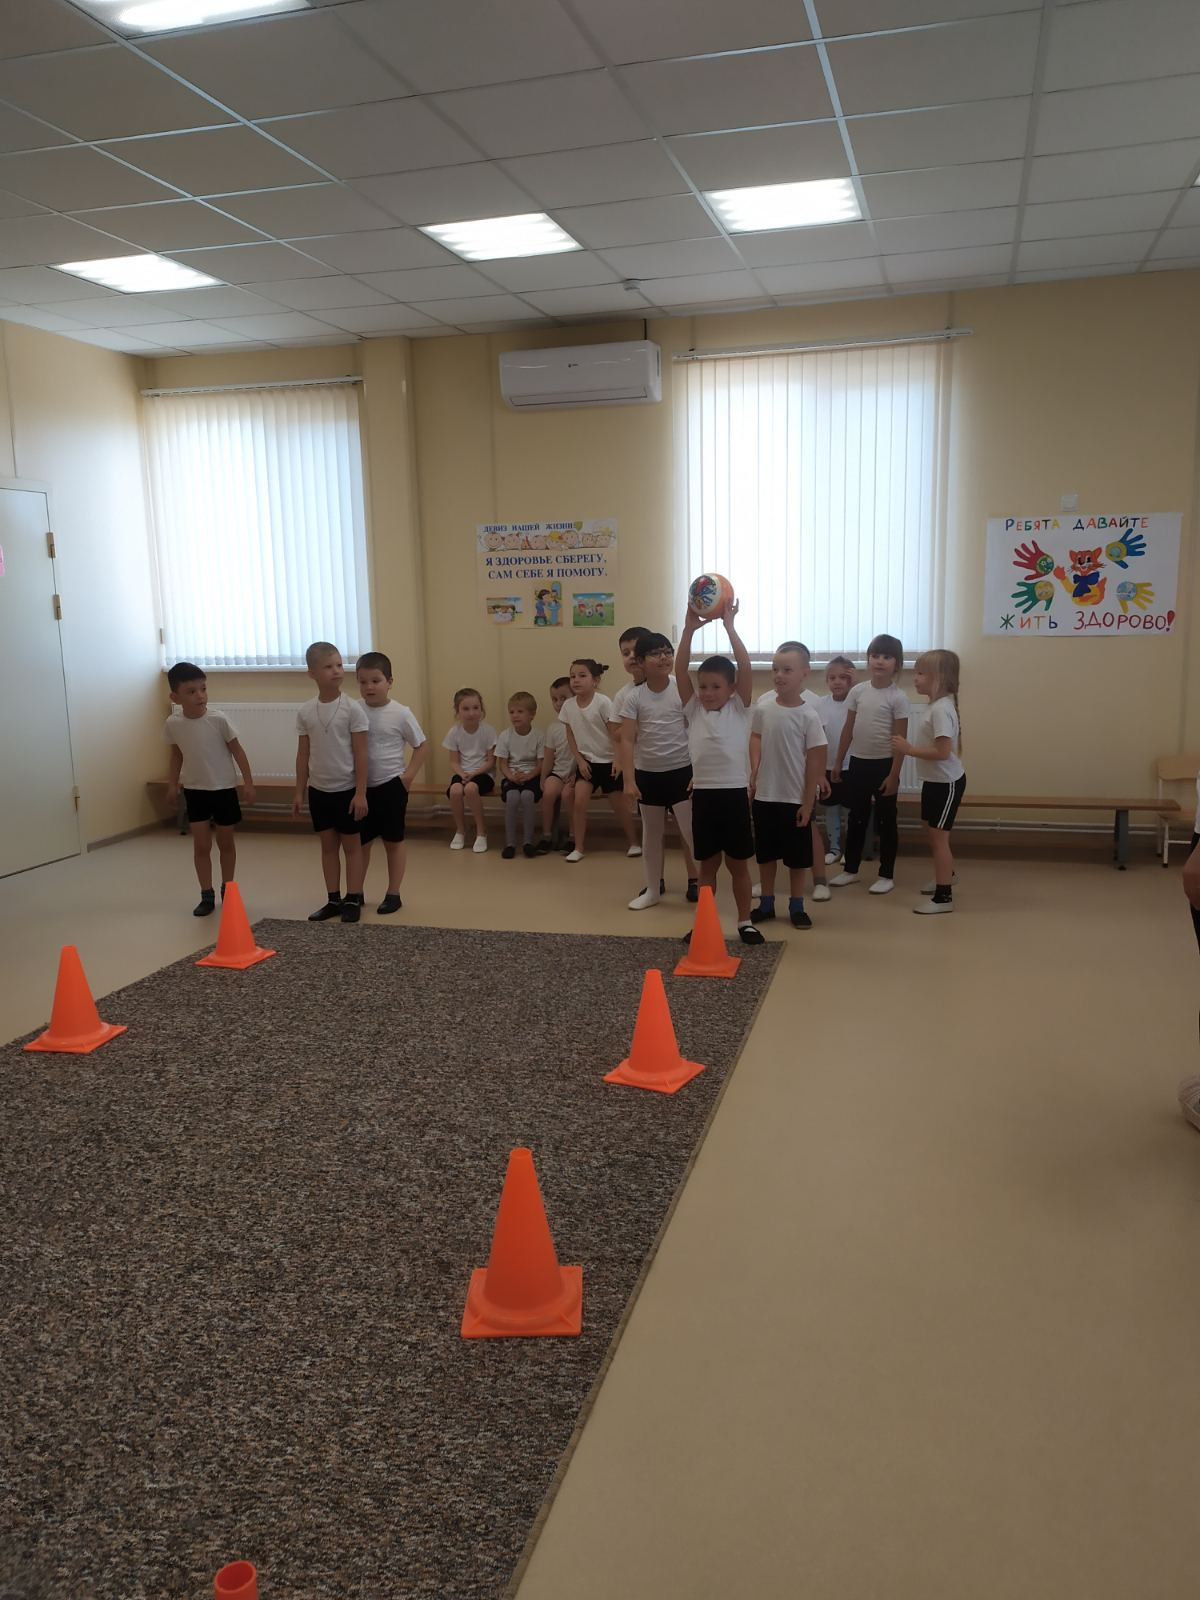 ДЕВИЗ НАШЕЙ ЖИЗНИ
Я ЗДОРОВЬЕ СБЕРЕГУ,
САМ СЕБЕ Я ПОМОГУ.
РЕБЯТА ДАВАЙТЕ
ЖИТЬ ЗДОРОВО!